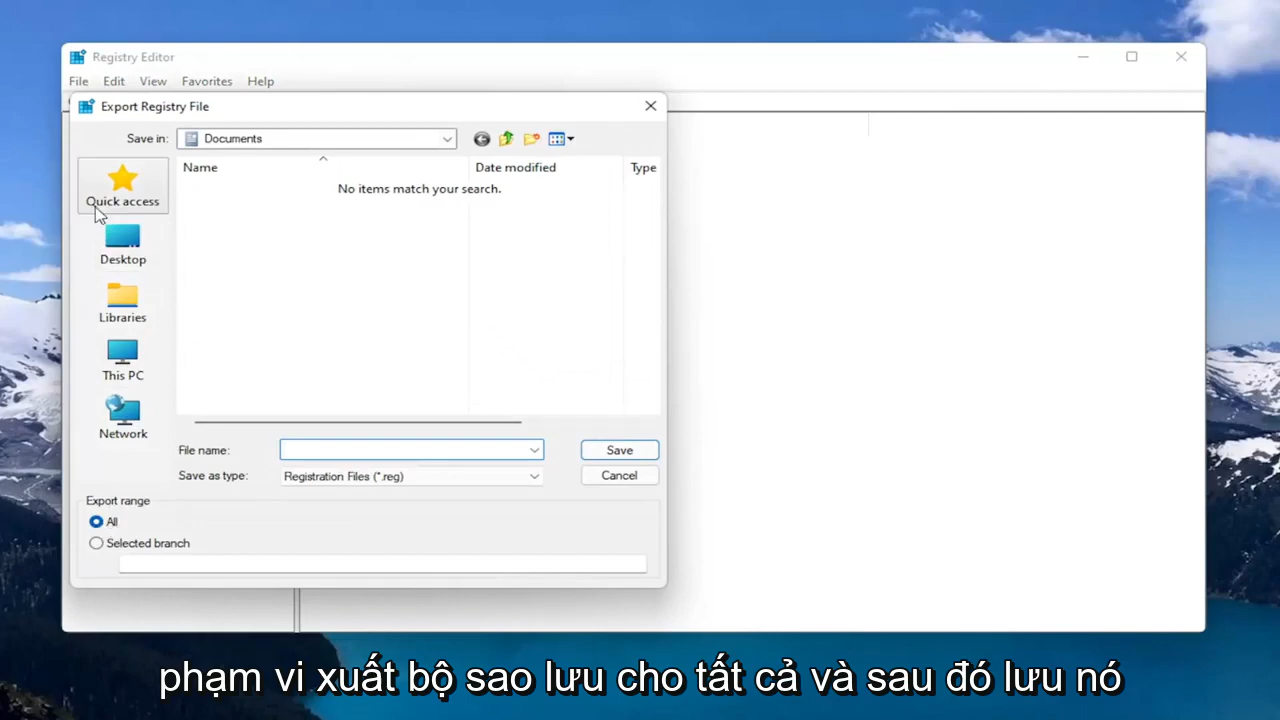 Registry Editor
File Edit View Favorites Help
Export Registry File
Save in: Documents
Name Date modified Type
No items match your search.
Quick access
Desktop
Libraries
This PC
Network
File name: Save
Save as type: Registration Files (*.reg) Cancel
Export range
All
Selected branch
phạm vi xuất bộ sao lưu cho tất cả và sau đó lưu nó